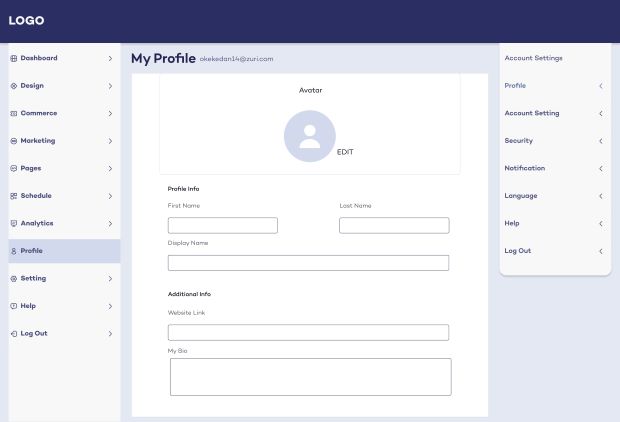 LOGO
Dashboard
Design
Commerce
Marketing
Pages
Schedule
Analytics
Profile
Setting
Help
Log Out
My Profile okekedan14@zuri.com
Avatar
EDIT
Profile Info
First Name
Last Name
Display Name
Additional Info
Website Link
My Bio
Account Settings
Profile
Account Setting
Security
Notification
Language
Help
Log Out